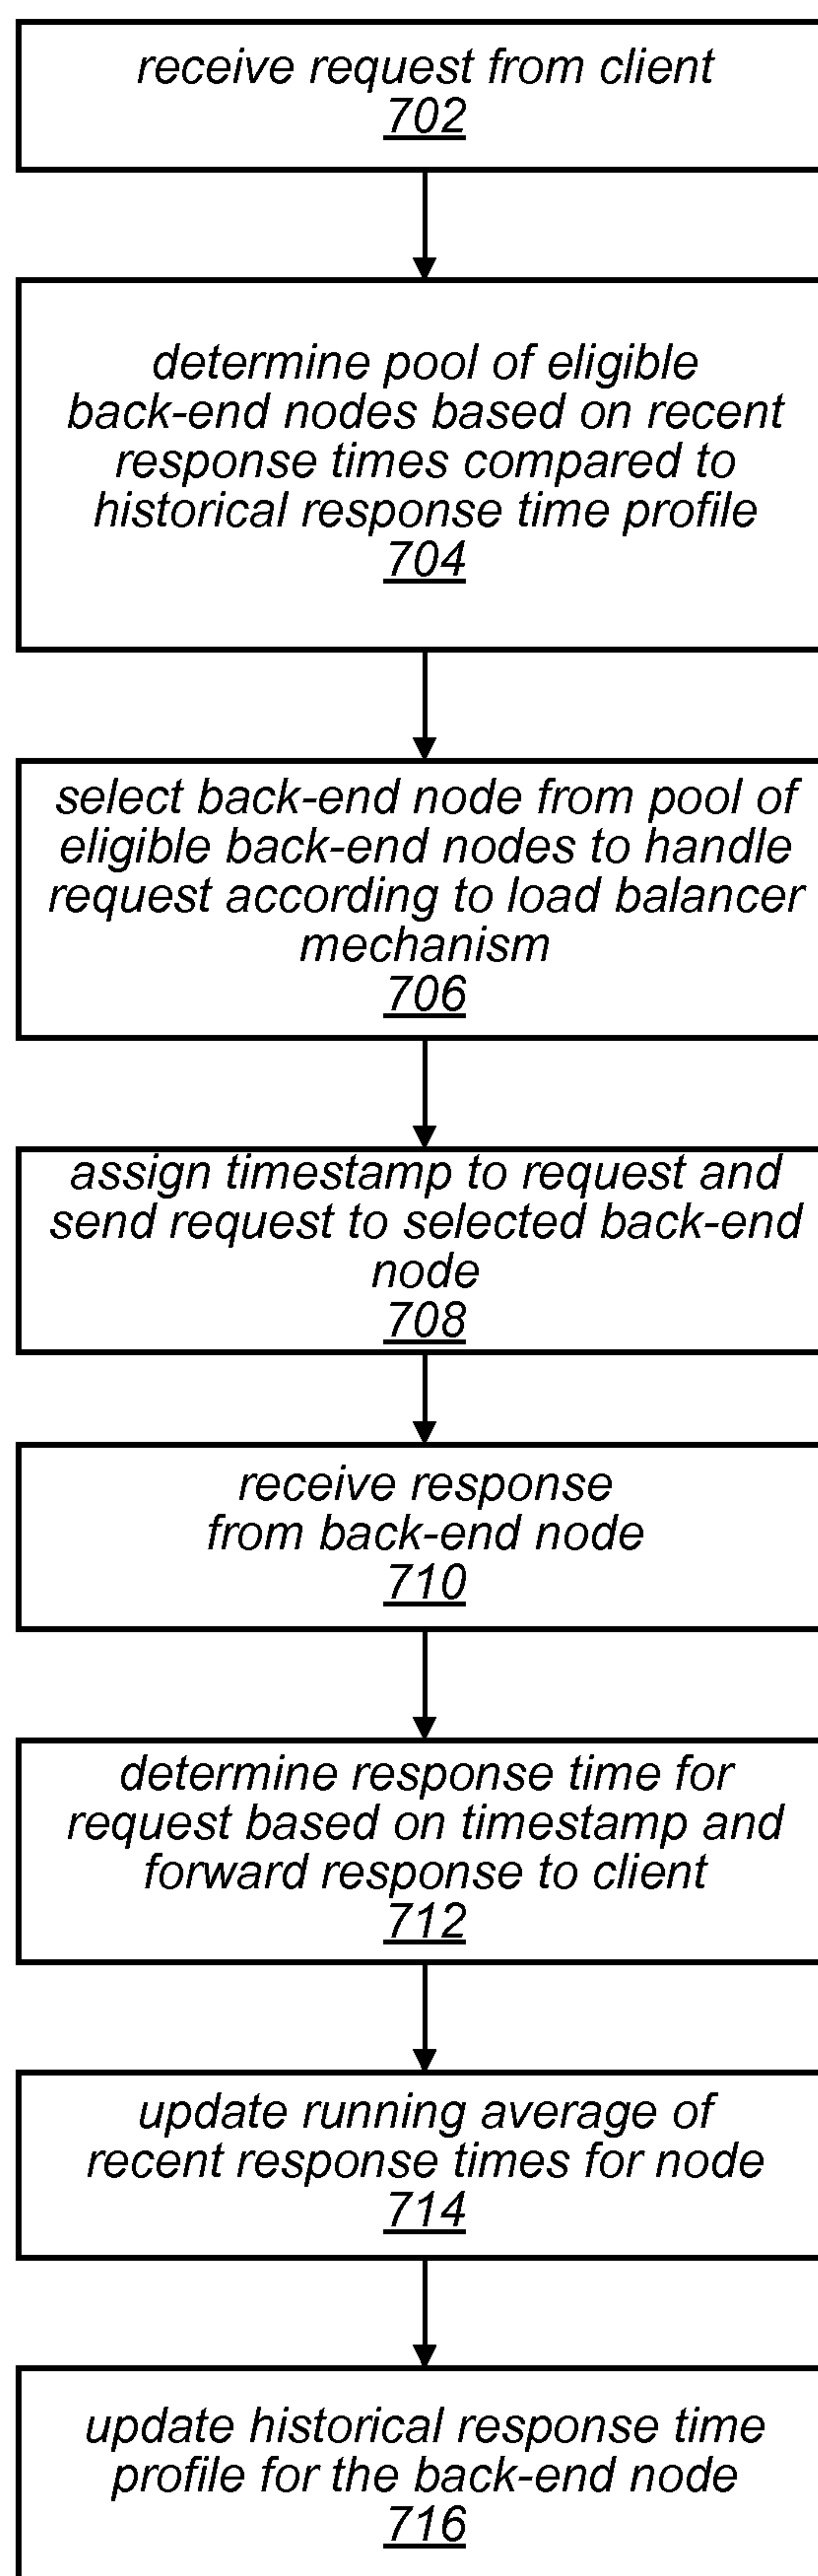 receive request from client
702
determine pool of eligible
back-end nodes based on recent
response times compared to
historical response time profile
704
select back-end node from pool of
eligible back-end nodes to handle
request according to load balancer
mechanism
706
assign timestamp to request and
send request to selected back-end
node
708
receive response
from back-end node
710
determine response time for
request based on timestamp and
forward response to client
712
update running average of
recent response times for node
714
update historical response time
profile for the back-end node
716